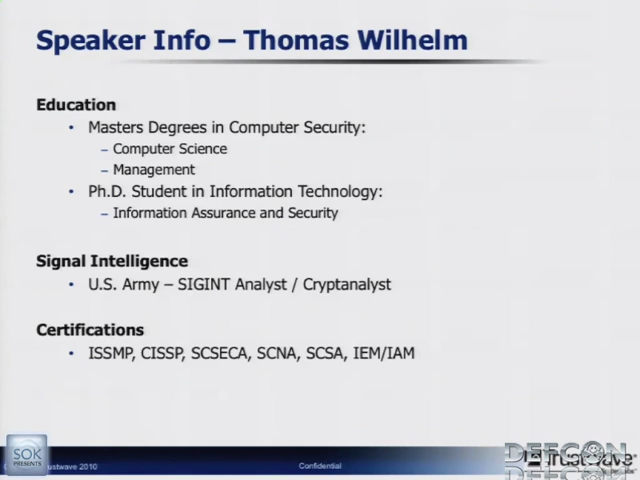 Speaker Info – Thomas Wilhelm
Education
• Masters Degrees in Computer Security:
– Computer Science
– Management
• Ph.D. Student in Information Technology:
– Information Assurance and Security
Signal Intelligence
• U.S. Army – SIGINT Analyst / Cryptanalyst
Certifications
• ISSMP, CISSP, SCSECA, SCNA, SCSA, IEM/IAM
SOK
PRESENTS
2010
Confidential
DEFCON
Trustwave